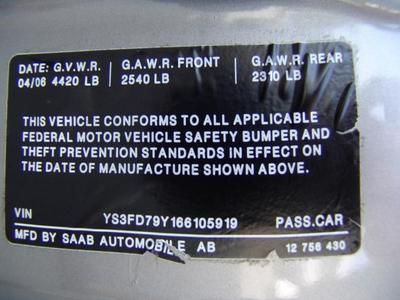 DATE: G.V.W.R. G.A.W.R. FRONT G.A.W.R. REAR
04/06 4420 LB 2540 LB 2310 LB
THIS VEHICLE CONFORMS TO ALL APPLICABLE
FEDERAL MOTOR VEHICLE SAFETY BUMPER AND
THEFT PREVENTION STANDARDS IN EFFECT ON
THE DATE OF MANUFACTURE SHOWN ABOVE.
VIN YS3FD79Y166105919 PASS.CAR
MFD BY SAAB AUTOMOBILE AB 12 756 430